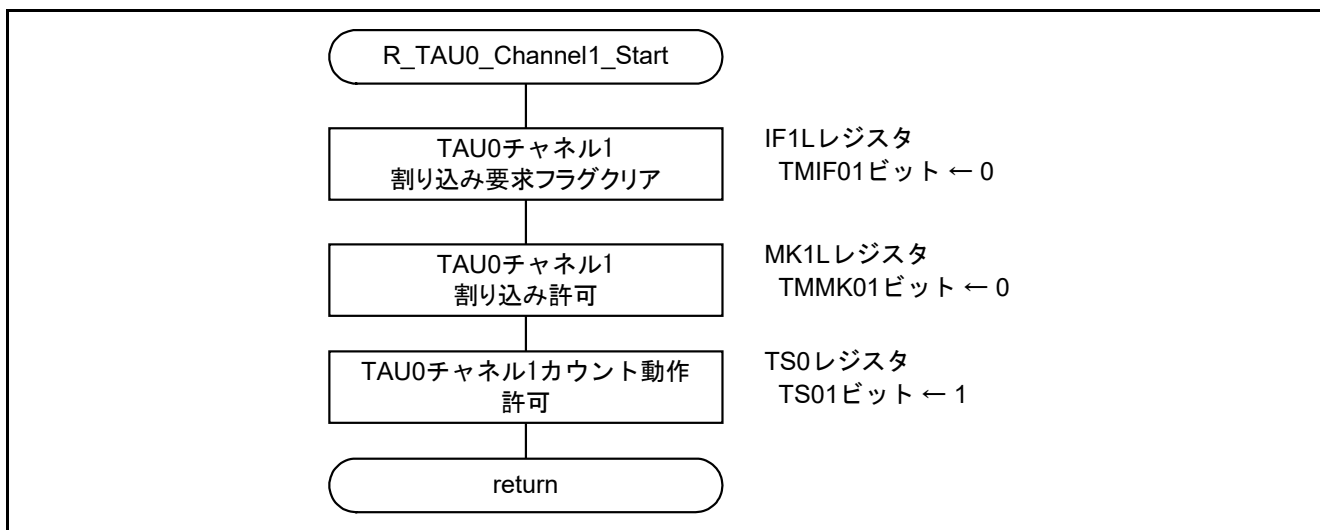 R_TAU0_Channel1_Start
TAU0チャネル1
割り込み要求フラグクリア
IF1Lレジスタ
TMIF01ビット ← 0
TAU0チャネル1
割り込み許可
MK1Lレジスタ
TMMK01ビット ← 0
TAU0チャネル1カウント動作
許可
TS0レジスタ
TS01ビット ← 1
return